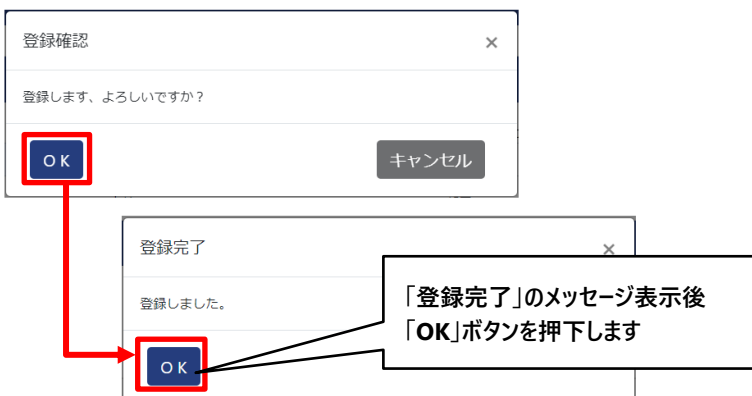 登録確認
×
登録します、よろしいですか？
OK
キャンセル
登録完了
×
登録しました。
「登録完了」のメッセージ表示後
「OK」ボタンを押下します
OK